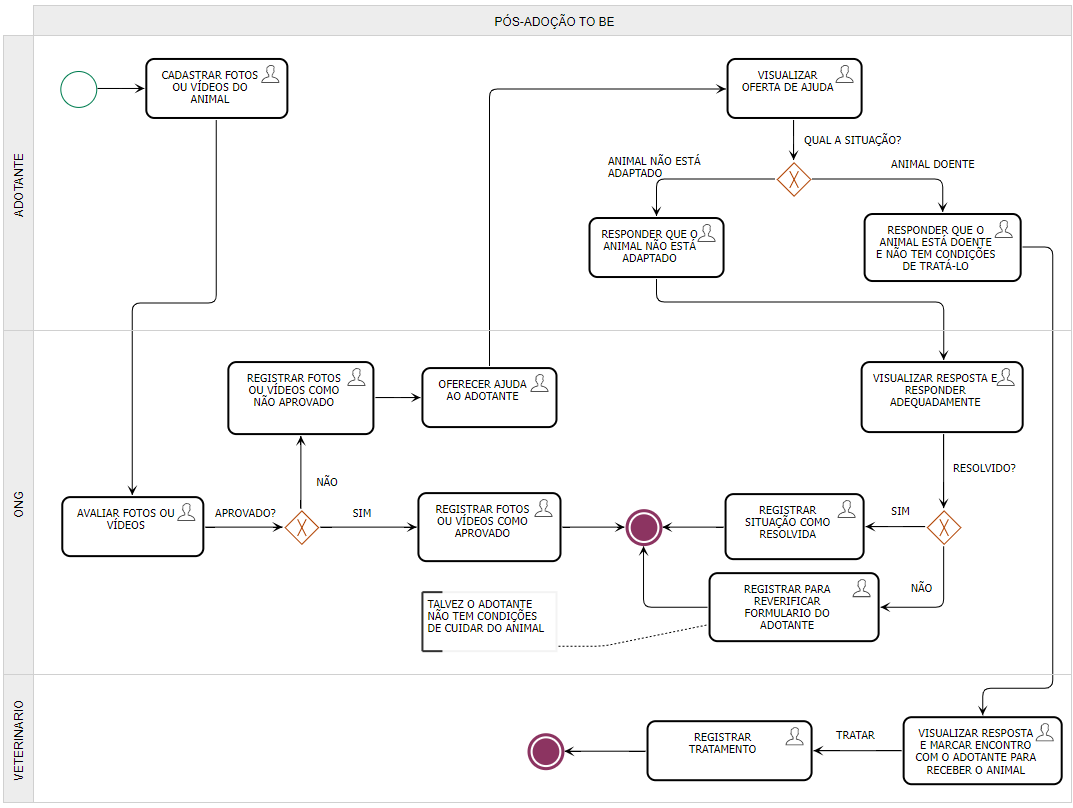 PÓS-ADOÇÃO TO BE
ADOTANTE
CADASTRAR FOTOS
OU VÍDEOS DO
ANIMAL
VISUALIZAR
OFERTA DE AJUDA
QUAL A SITUAÇÃO?
ANIMAL NÃO ESTÁ
ADAPTADO
ANIMAL DOENTE
RESPONDER QUE O
ANIMAL NÃO ESTÁ
ADAPTADO
RESPONDER QUE O
ANIMAL ESTÁ DOENTE
E NÃO TEM CONDIÇÕES
DE TRATÁ-LO
ONG
REGISTRAR FOTOS
OU VÍDEOS COMO
NÃO APROVADO
OFERECER AJUDA
AO ADOTANTE
VISUALIZAR RESPOSTA E
RESPONDER
ADEQUADAMENTE
NÃO
RESOLVIDO?
AVALIAR FOTOS OU
VÍDEOS
APROVADO?
SIM
REGISTRAR FOTOS
OU VÍDEOS COMO
APROVADO
REGISTRAR
SITUAÇÃO COMO
RESOLVIDA
SIM
NÃO
REGISTRAR PARA
REVERIFICAR
FORMULARIO DO
ADOTANTE
TALVEZ O ADOTANTE
NÃO TEM CONDIÇÕES
DE CUIDAR DO ANIMAL
VETERINARIO
REGISTRAR
TRATAMENTO
TRATAR
VISUALIZAR RESPOSTA
E MARCAR ENCONTRO
COM O ADOTANTE PARA
RECEBER O ANIMAL